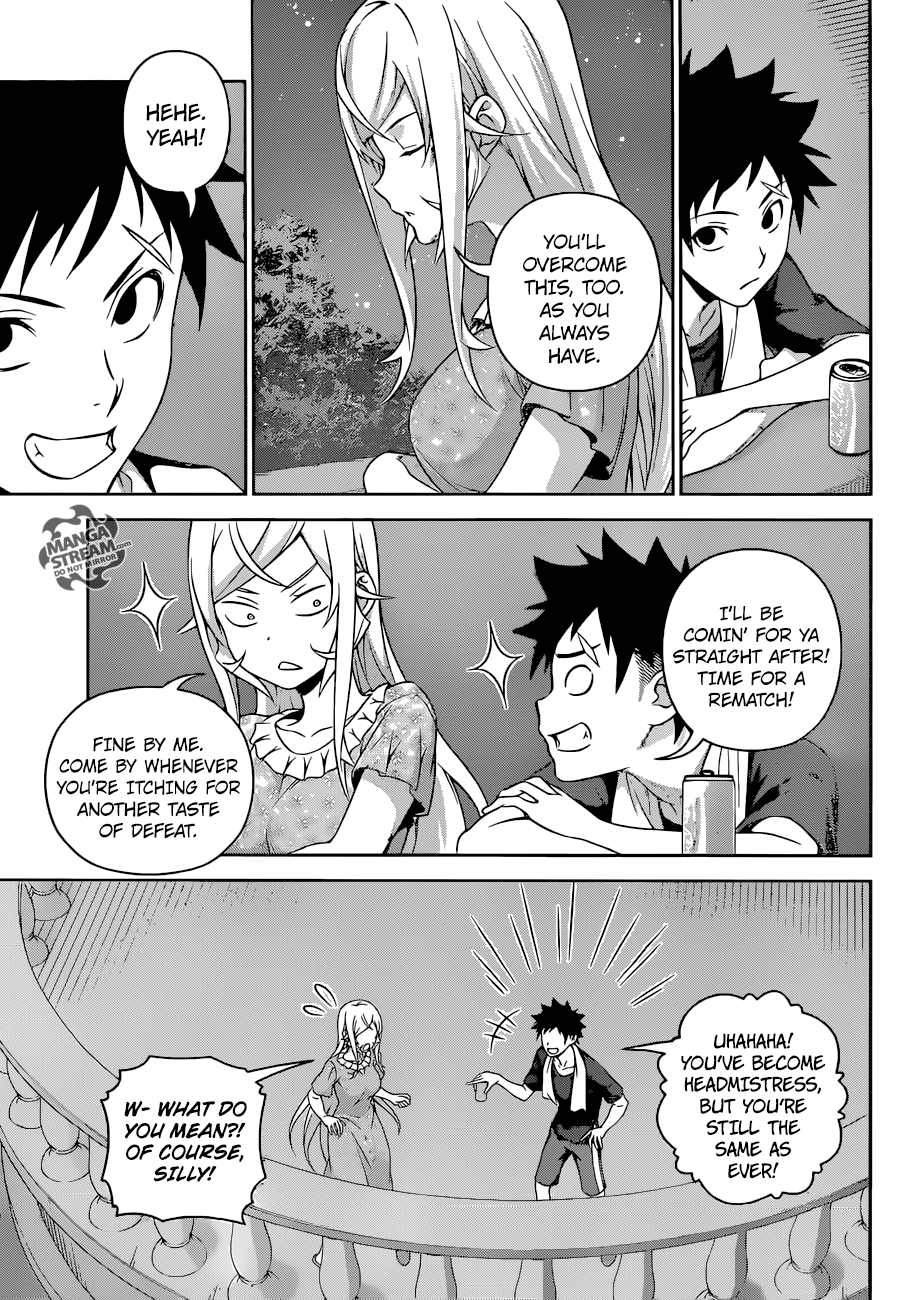 YOU'LL
OVERCOME
THIS, TOO.
AS YOU
ALWAYS
HAVE.
HEHE.
YEAH!
MANGA
STREAM.com
DO NOT MIRROR
I'LL BE
COMIN' FOR YA
STRAIGHT AFTER!
TIME FOR A
REMATCH!
FINE BY ME.
COME BY WHENEVER
YOU'RE ITCHING FOR
ANOTHER TASTE
OF DEFEAT.
UHAHAHA!
YOU'VE BECOME
HEADMISTRESS,
BUT YOU'RE
STILL THE
SAME AS
EVER!
W- WHAT DO
YOU MEAN?!
OF COURSE,
SILLY!